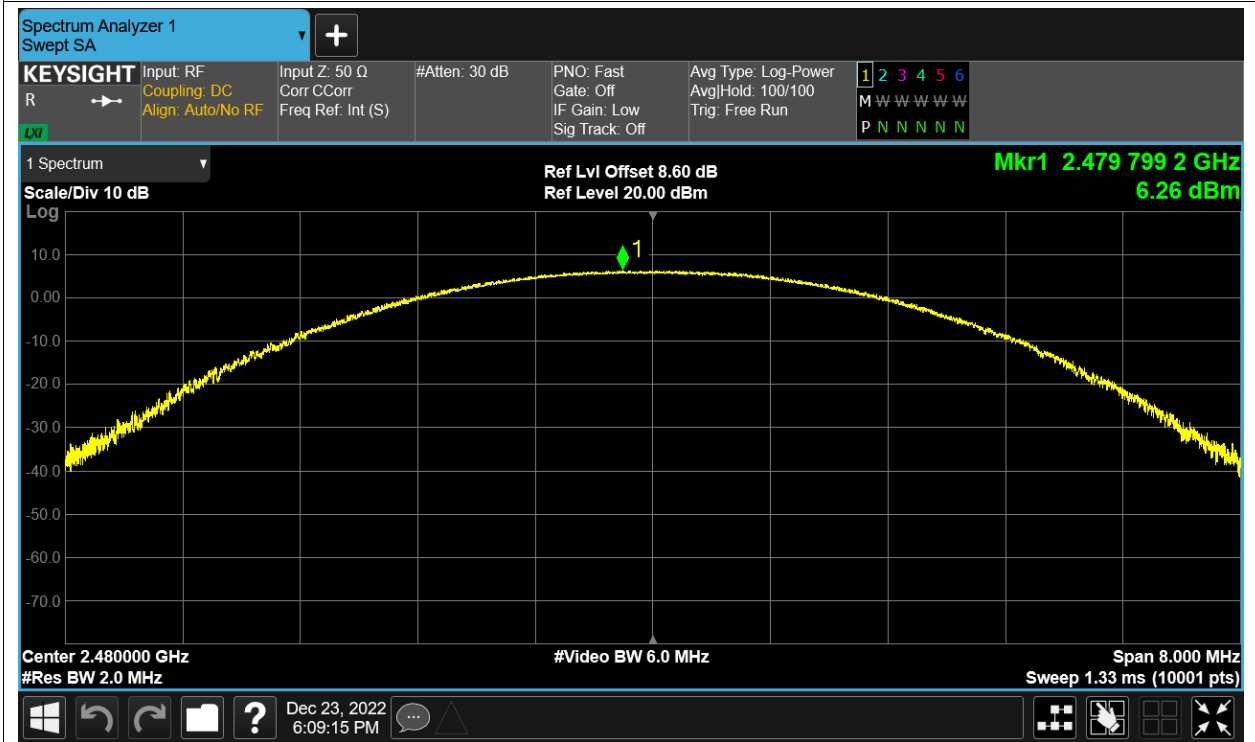 Spectrum Analyzer 1
Swept SA
KEYSIGHT
R
LXI
Input: RF
Coupling: DC
Align: Auto/No RF
Input Z: 50 Ω
Corr CCorr
Freq Ref: Int (S)
#Atten: 30 dB
PNO: Fast
Gate: Off
IF Gain: Low
Sig Track: Off
Avg Type: Log-Power
Avg|Hold: 100/100
Trig: Free Run
1 2 3 4 5 6
M W W W W W
P N N N N N
1 Spectrum
Scale/Div 10 dB
Log
Ref Lvl Offset 8.60 dB
Ref Level 20.00 dBm
Mkr1 2.479 799 2 GHz
6.26 dBm
1
10.0
0.00
-10.0
-20.0
-30.0
-40.0
-50.0
-60.0
-70.0
Center 2.480000 GHz
#Res BW 2.0 MHz
#Video BW 6.0 MHz
Span 8.000 MHz
Sweep 1.33 ms (10001 pts)
?
Dec 23, 2022
6:09:15 PM